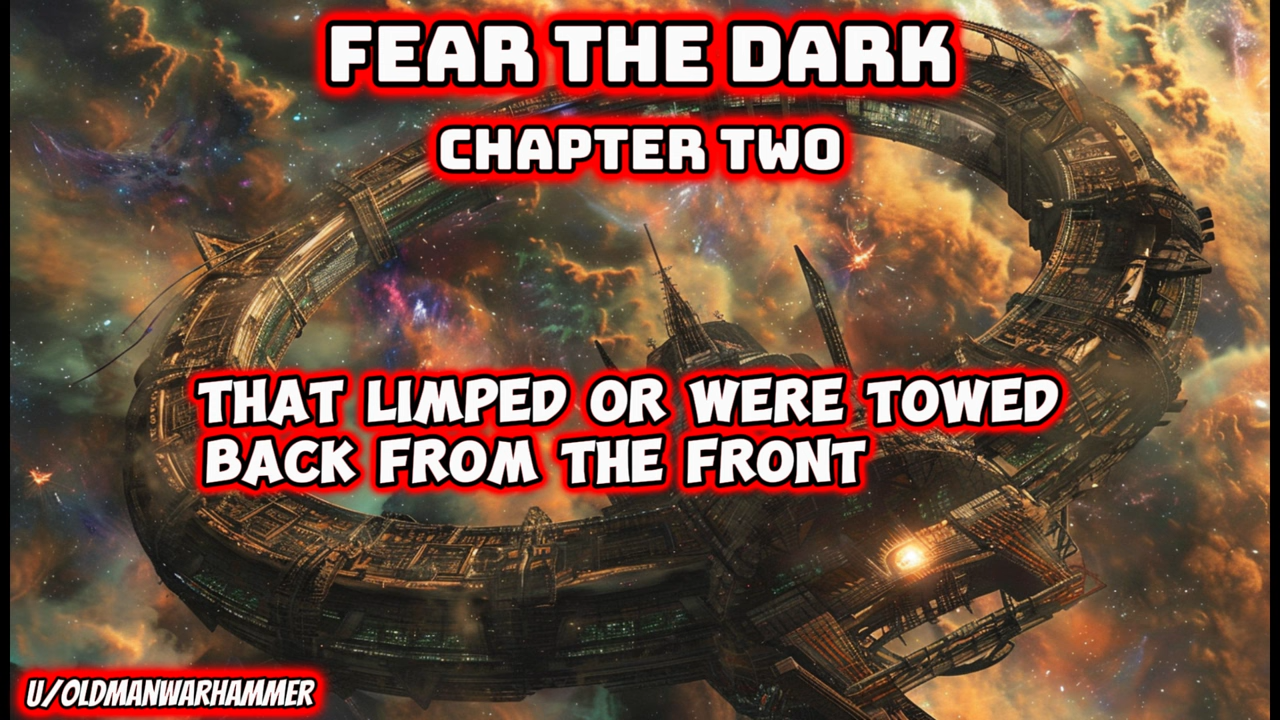 FEAR THE DARK
CHAPTER TWO
THAT LIMPED OR WERE TOWED
BACK FROM THE FRONT
U/OLDMANWARHAMMER